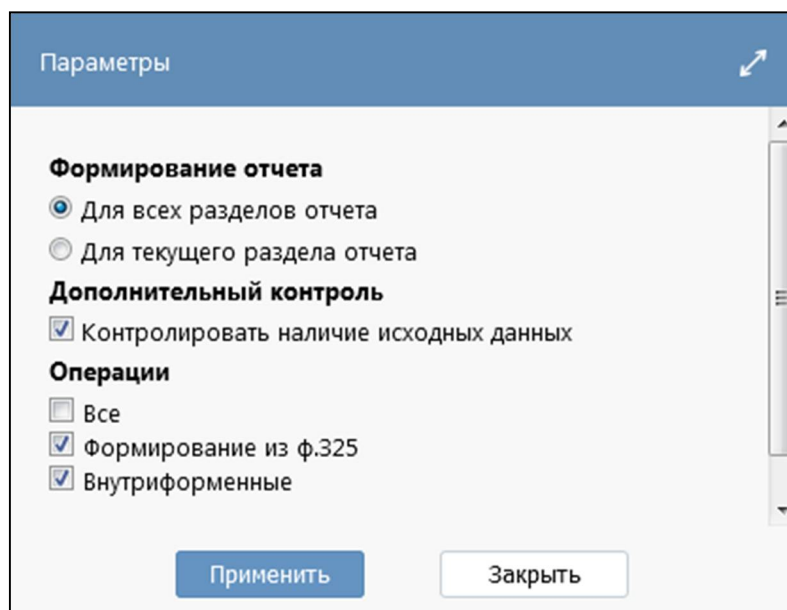 Параметры
Формирование отчета
Для всех разделов отчета
Для текущего раздела отчета
Дополнительный контроль
Контролировать наличие исходных данных
Операции
Все
Формирование из ф.325
Внутриформенные
Применить Закрыть